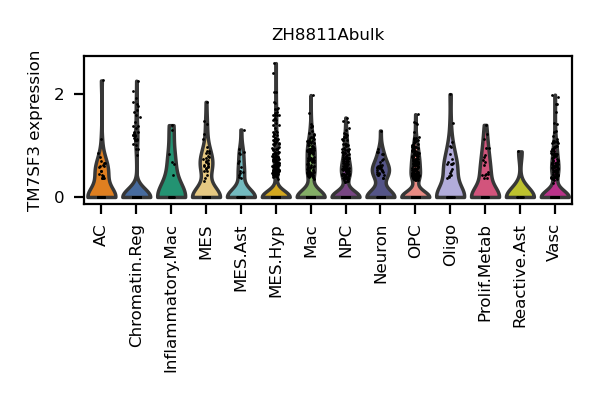 ZH8811Abulk
TM7SF3 expression
2
0
AC
Chromatin.Reg
Inflammatory.Mac
MES
MES.Ast
MES.Hyp
Mac
NPC
Neuron
OPC
Oligo
Prolif.Metab
Reactive.Ast
Vasc